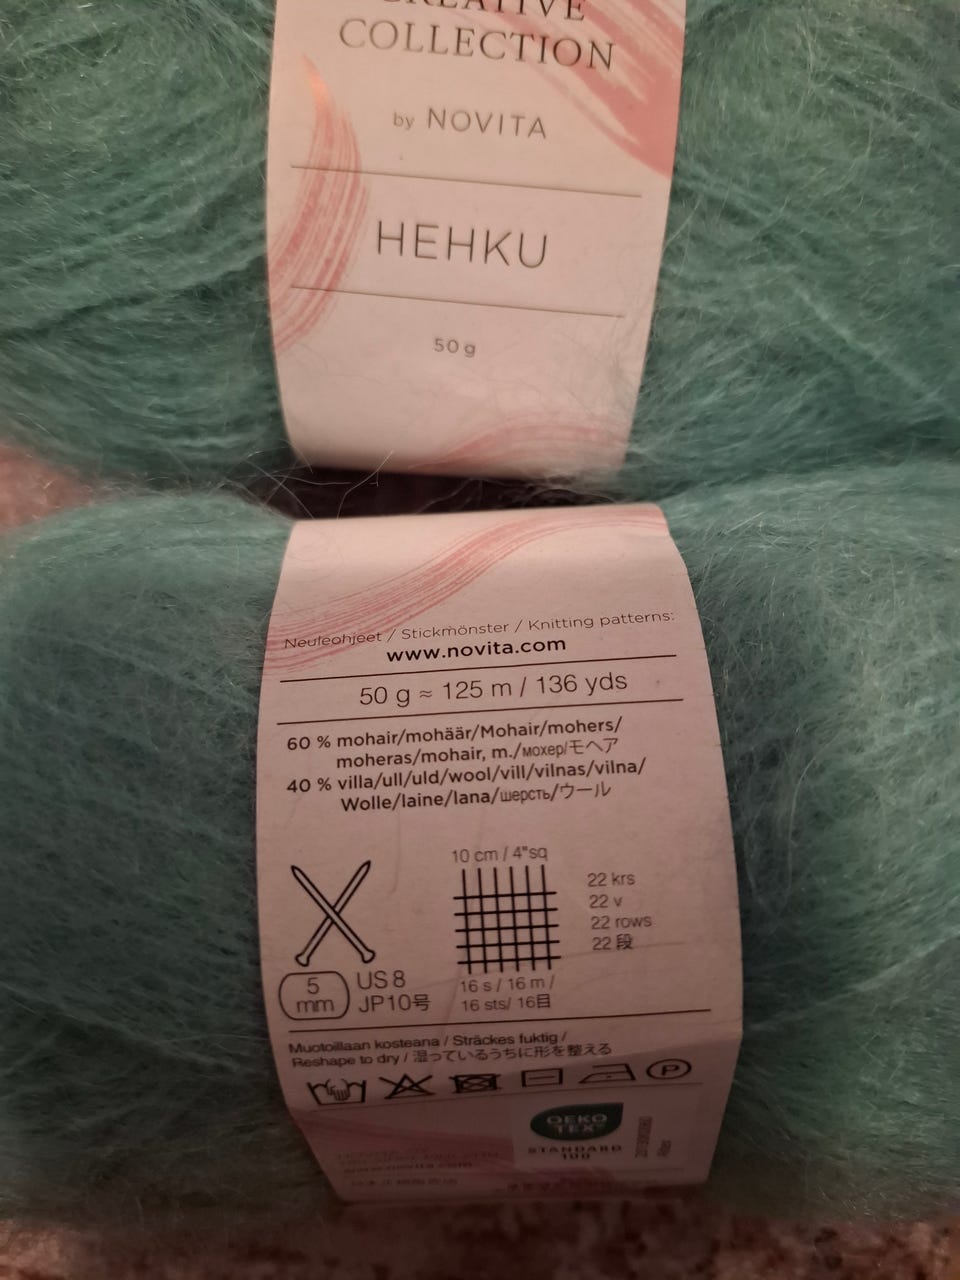 CREATIVE
COLLECTION
by NOVITA
HEHKU
50 g
Neuleohjeet / Stickmönster / Knitting patterns:
www.novita.com
50 g ≈ 125 m / 136 yds
60 % mohair/mohäär/Mohair/mohers/
moheras/mohair, m./мохер/モヘア
40 % villa/ull/uld/wool/vill/vilnas/vilna/
Wolle/laine/lana/шерсть/ウール
10 cm / 4"sq
22 krs
22 v
22 rows
22 段
5
mm
US 8
JP10号
16 s / 16 m /
16 sts/ 16目
Muotoillaan kosteana / Sträckes fuktig /
Reshape to dry / 湿っているうちに形を整える
P
OEKO
TEX
STANDARD
100
www.novita.com